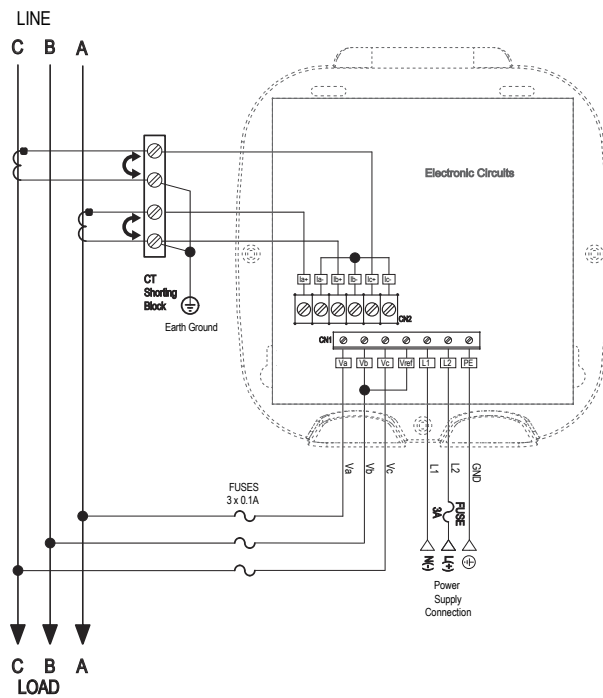 LINE
C B A
Electronic Circuits
CT
Shorting
Block
Earth Ground
Ia+ Ia- Ib+ Ib- Ic+ Ic-
CN2
CN1
Va Vb Vc Vref L1 L2 PE
Va Vb Vc L1 L2 GND
FUSES
3 x 0.1A
FUSE
3A
N(-) L(+)
Power
Supply
Connection
C B A
LOAD